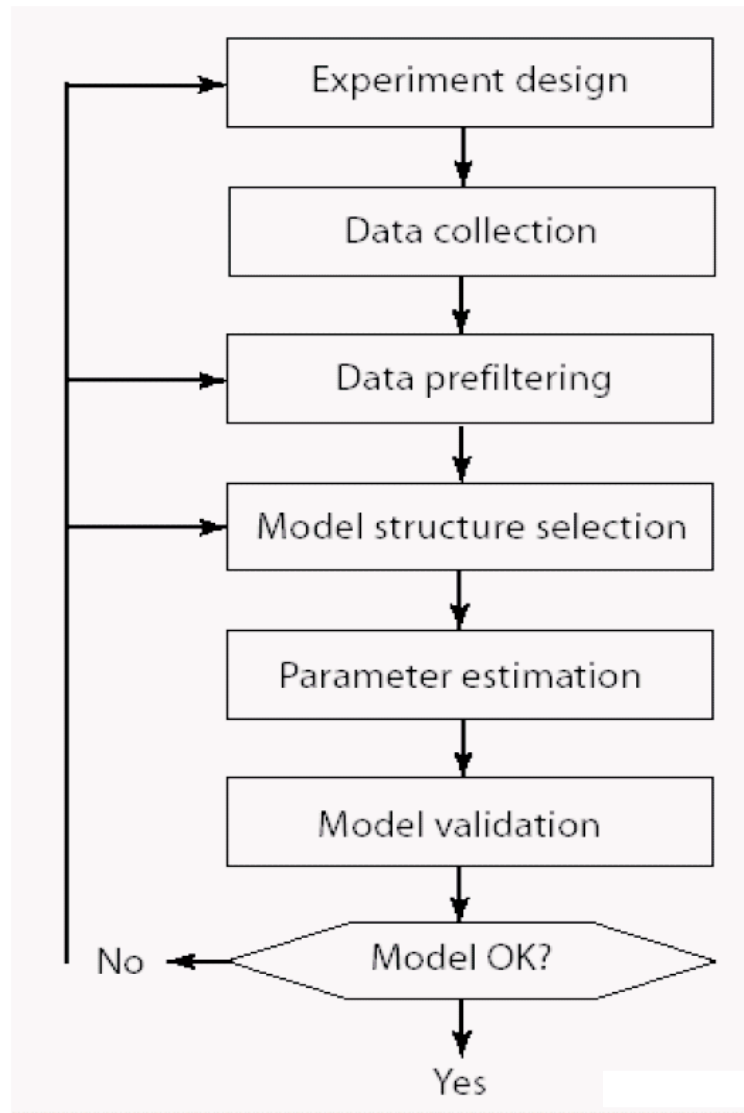 Experiment design
Data collection
Data prefiltering
Model structure selection
Parameter estimation
Model validation
Model OK?
No
Yes